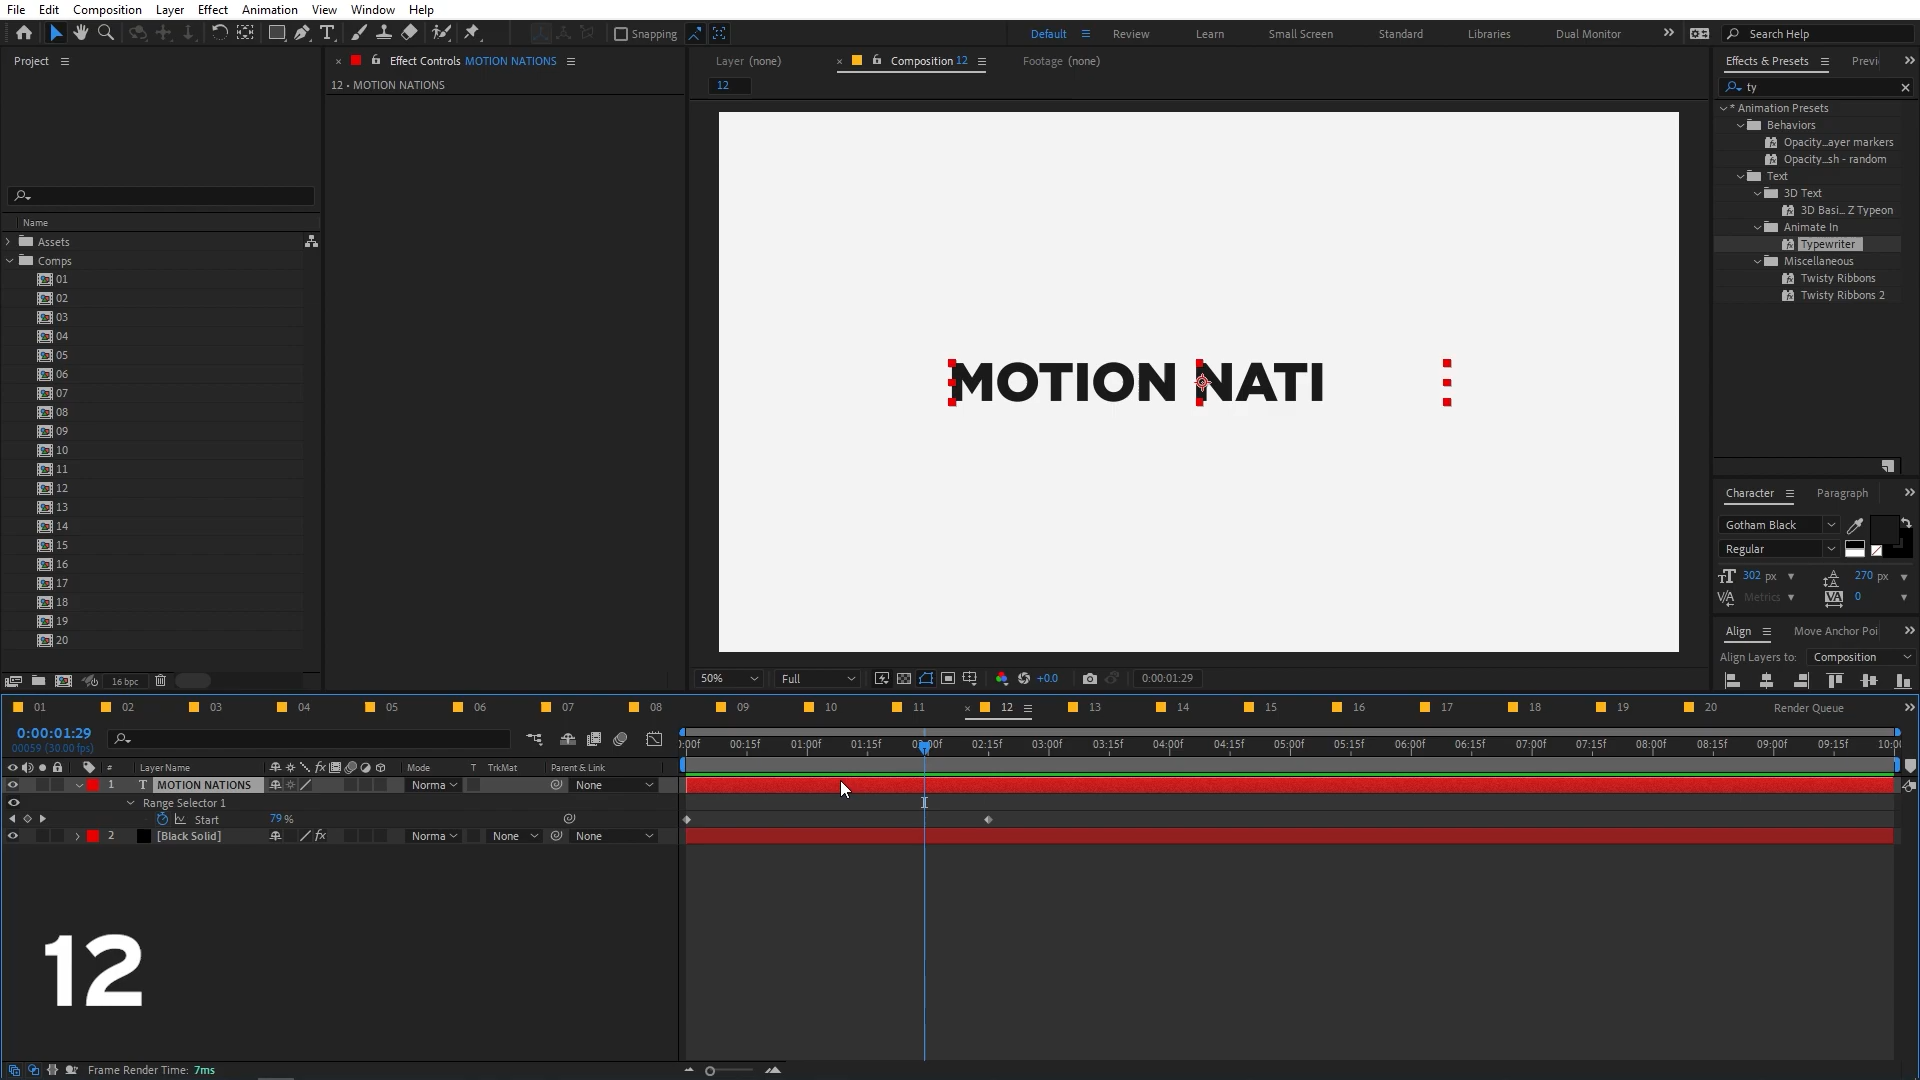 File Edit Composition Layer Effect Animation View Window Help
Snapping
Default Review Learn Small Screen Standard Libraries Dual Monitor
Search Help
Project
Name
Assets
Comps
01
02
03
04
05
06
07
08
09
10
11
12
13
14
15
16
17
18
19
20
16 bpc
Effect Controls MOTION NATIONS
12 • MOTION NATIONS
Layer (none) Composition 12 Footage (none)
12
MOTION NATI
50% Full +0.0 0:00:01:29
Effects & Presets Previ
ty
* Animation Presets
Behaviors
Opacity...ayer markers
Opacity...sh - random
Text
3D Text
3D Basi... Z Typeon
Animate In
Typewriter
Miscellaneous
Twisty Ribbons
Twisty Ribbons 2
Character Paragraph
Gotham Black
Regular
302 px 270 px
Metrics 0
Align Move Anchor Poi
Align Layers to: Composition
01 02 03 04 05 06 07 08 09 10 11 12 13 14 15 16 17 18 19 20 Render Queue
0:00:01:29
00059 (30.00 fps)
00:15f 01:00f 01:15f 02:15f 03:00f 03:15f 04:00f 04:15f 05:00f 05:15f 06:00f 06:15f 07:00f 07:15f 08:00f 08:15f 09:00f 09:15f
# Layer Name Mode T TrkMat Parent & Link
1 T MOTION NATIONS Norma None
Range Selector 1
Start 79 %
2 [Black Solid] fx Norma None None
12
Frame Render Time: 7ms